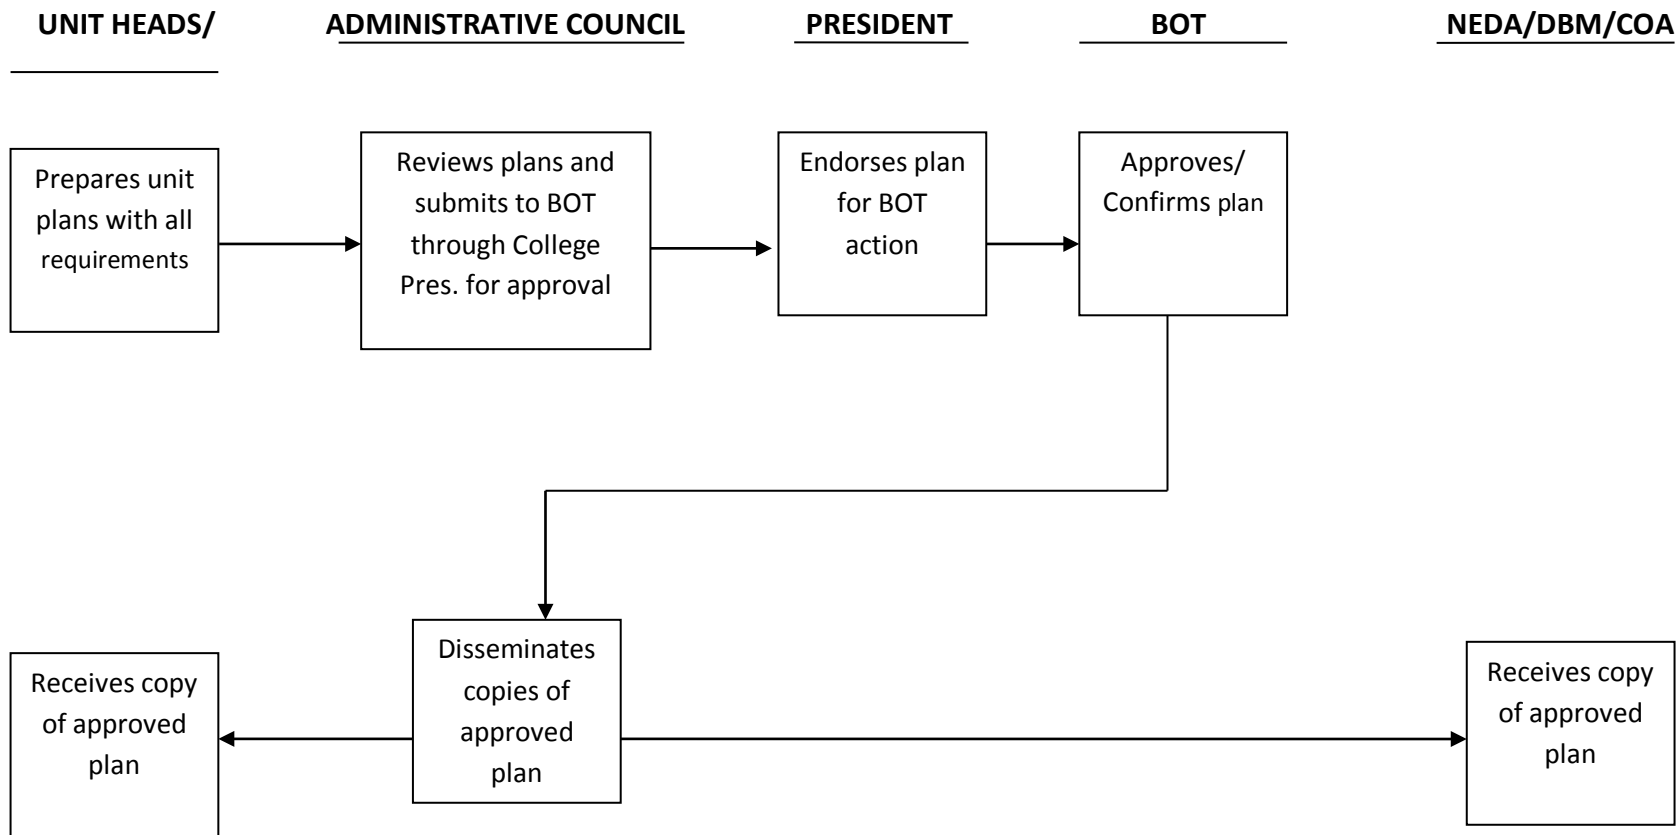 UNIT HEADS/
ADMINISTRATIVE COUNCIL
PRESIDENT
BOT
NEDA/DBM/COA
Prepares unit
plans with all
requirements
Reviews plans and
submits to BOT
through College
Pres. for approval
Endorses plan
for BOT
action
Approves/
Confirms plan
Disseminates
copies of
approved
plan
Receives copy
of approved
plan
Receives copy
of approved
plan